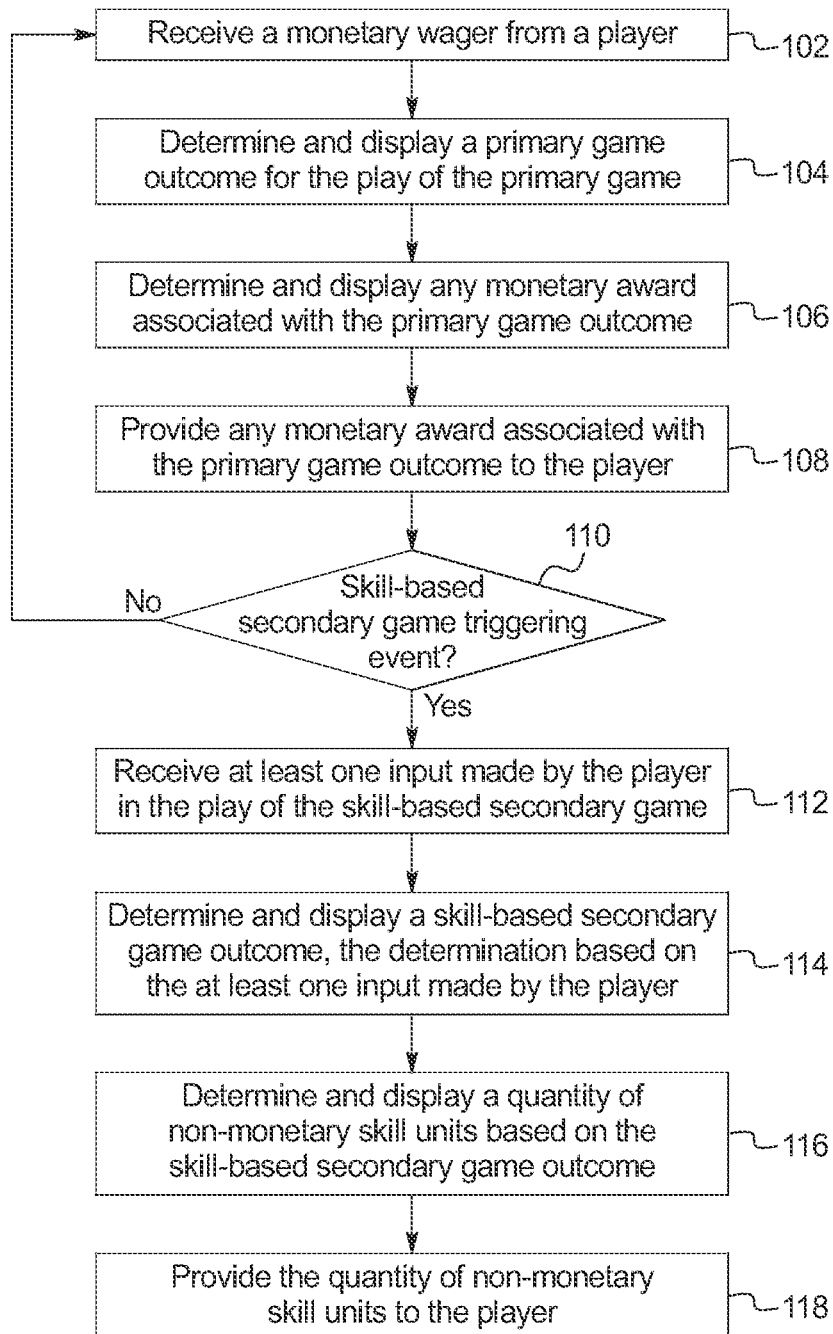 Receive a monetary wager from a player
102
Determine and display a primary game
outcome for the play of the primary game
104
Determine and display any monetary award
associated with the primary game outcome
106
Provide any monetary award associated with
the primary game outcome to the player
108
110
Skill-based
secondary game triggering
event?
No
Yes
Receive at least one input made by the player
in the play of the skill-based secondary game
112
Determine and display a skill-based secondary
game outcome, the determination based on
the at least one input made by the player
114
Determine and display a quantity of
non-monetary skill units based on the
skill-based secondary game outcome
116
Provide the quantity of non-monetary
skill units to the player
118